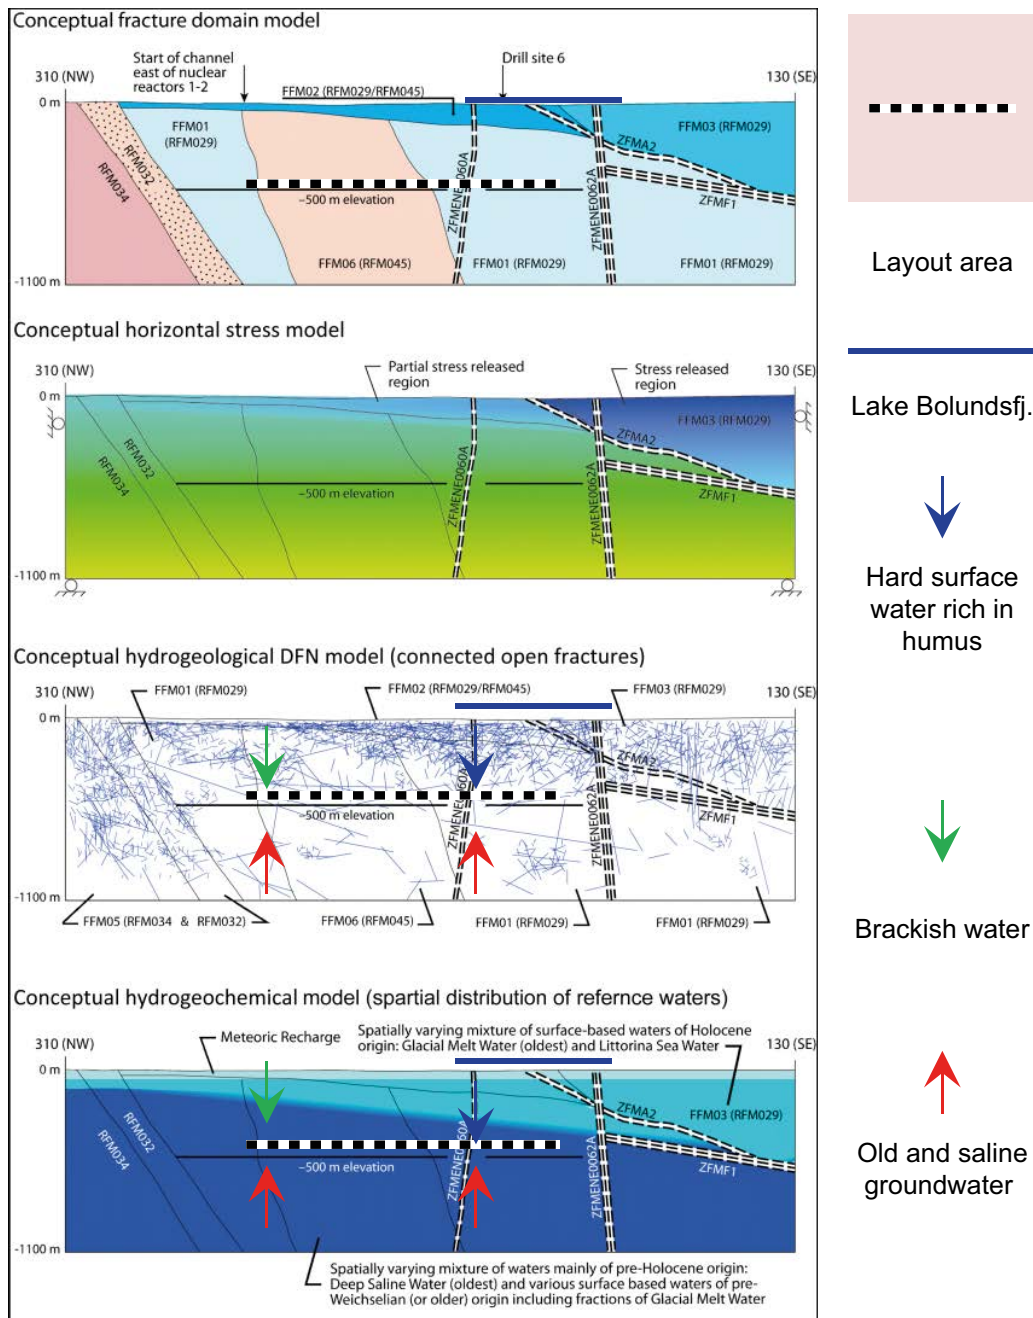 Conceptual fracture domain model
310 (NW)
Start of channel
east of nuclear
reactors 1-2
FFM02 (RFM029/RFM045)
Drill site 6
130 (SE)
0 m
FFM01
(RFM029)
FFM03 (RFM029)
RFM032
RFM034
ZFMA2
ZFMENE0060A
ZFMENE0062A
ZFMF1
~500 m elevation
FFM06 (RFM045)
FFM01 (RFM029)
FFM01 (RFM029)
-1100 m
Conceptual horizontal stress model
310 (NW)
Partial stress released
region
Stress released
region
130 (SE)
0 m
FFM03 (RFM029)
RFM032
RFM034
ZFMA2
ZFMENE0060A
ZFMENE0062A
ZFMF1
~500 m elevation
-1100 m
Conceptual hydrogeological DFN model (connected open fractures)
310 (NW)
FFM01 (RFM029)
FFM02 (RFM029/RFM045)
FFM03 (RFM029)
130 (SE)
0 m
ZFMA2
ZFMENE0060A
ZFMENE0062A
ZFMF1
~500 m elevation
-1100 m
FFM05 (RFM034 & RFM032)
FFM06 (RFM045)
FFM01 (RFM029)
FFM01 (RFM029)
Conceptual hydrogeochemical model (spartial distribution of refernce waters)
310 (NW)
Meteoric Recharge
Spatially varying mixture of surface-based waters of Holocene
origin: Glacial Melt Water (oldest) and Littorina Sea Water
130 (SE)
0 m
RFM032
RFM034
ZFMA2
FFM03 (RFM029)
ZFMENE0060A
ZFMENE0062A
ZFMF1
~500 m elevation
-1100 m
Spatially varying mixture of waters mainly of pre-Holocene origin:
Deep Saline Water (oldest) and various surface based waters of pre-
Weichselian (or older) origin including fractions of Glacial Melt Water
Layout area
Lake Bolundsfj.
Hard surface
water rich in
humus
Brackish water
Old and saline
groundwater